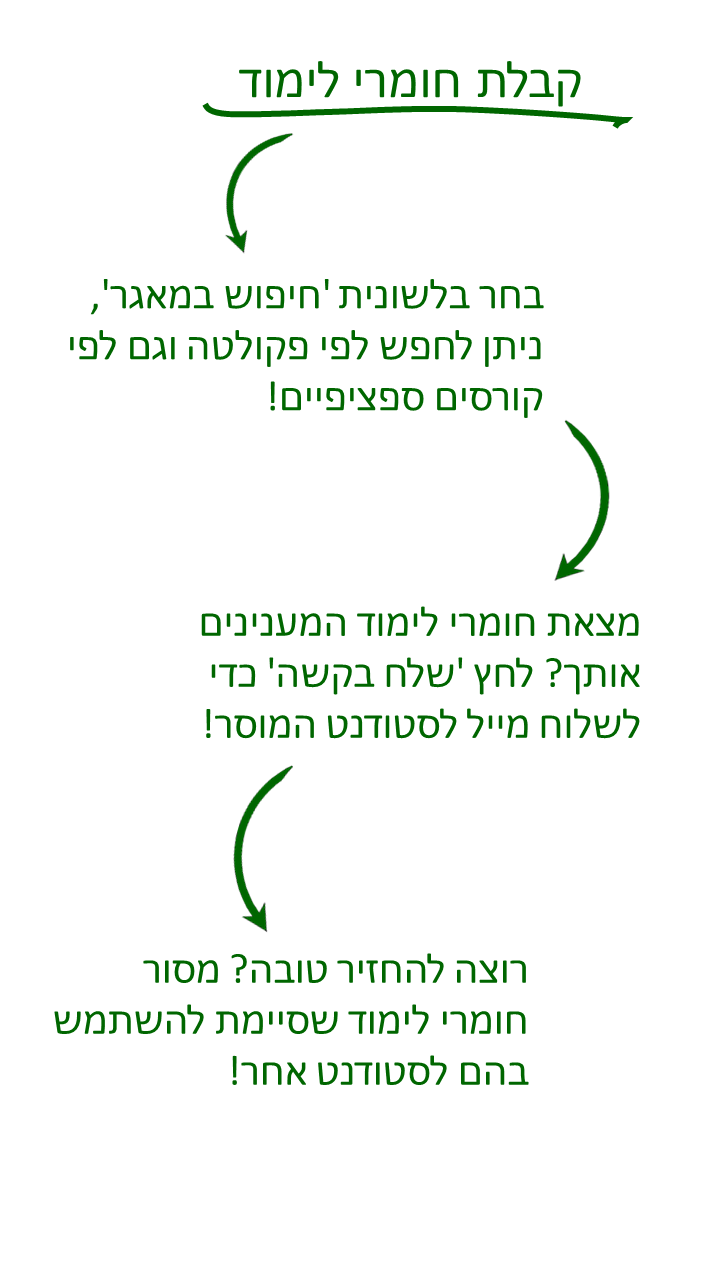 קבלת חומרי לימוד
בחר בלשונית 'חיפוש במאגר',
ניתן לחפש לפי פקולטה וגם לפי
קורסים ספציפיים!
מצאת חומרי לימוד המענינים
אותך? לחץ 'שלח בקשה' כדי
לשלוח מייל לסטודנט המוסר!
רוצה להחזיר טובה? מסור
חומרי לימוד שסיימת להשתמש
בהם לסטודנט אחר!